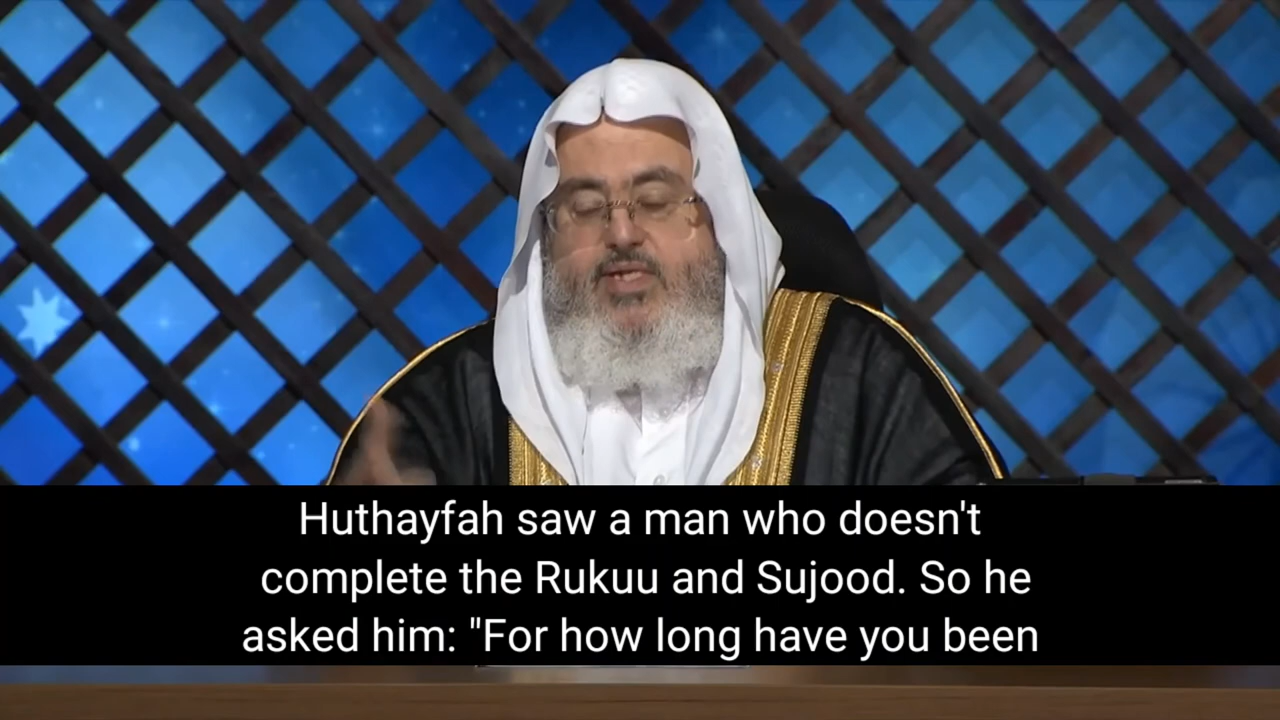 Huthayfah saw a man who doesn't
complete the Rukuu and Sujood. So he
asked him: "For how long have you been